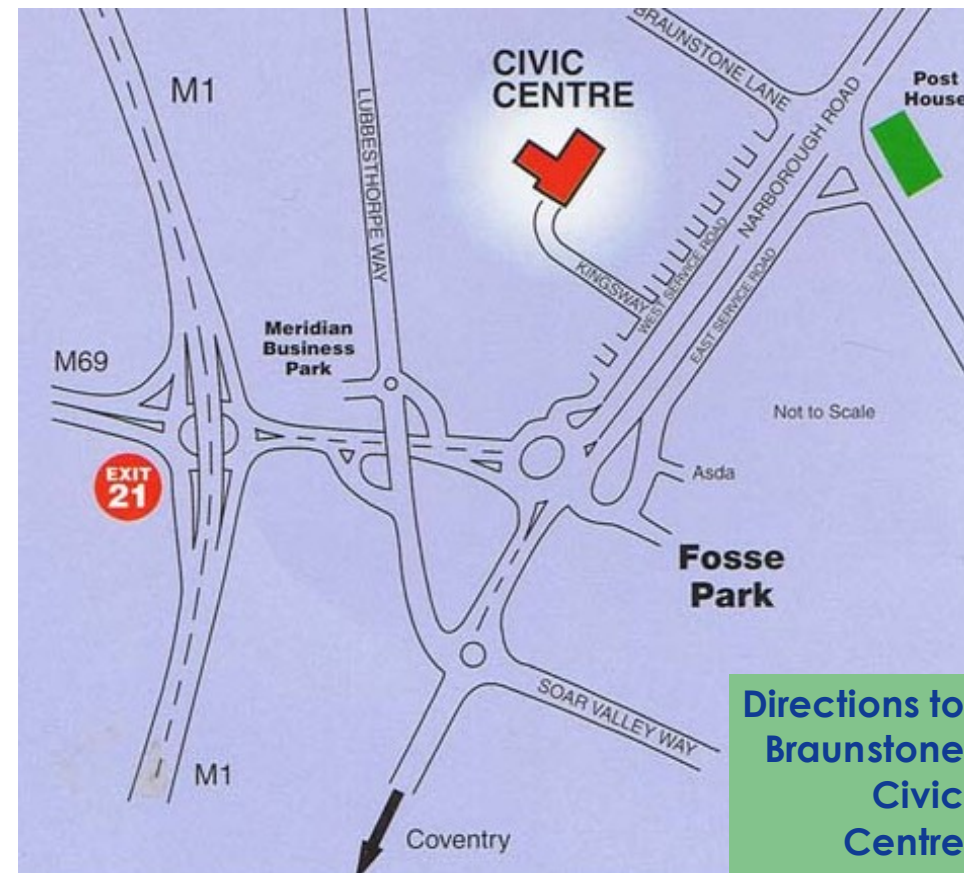 BRAUNSTONE LANE
M1
CIVIC
CENTRE
Post
House
LUBBESTHORPE WAY
NARBOROUGH ROAD
KINGSWAY
WEST SERVICE ROAD
EAST SERVICE ROAD
Meridian
Business
Park
M69
Not to Scale
EXIT
21
Asda
Fosse
Park
SOAR VALLEY WAY
M1
Coventry
Directions to
Braunstone
Civic
Centre